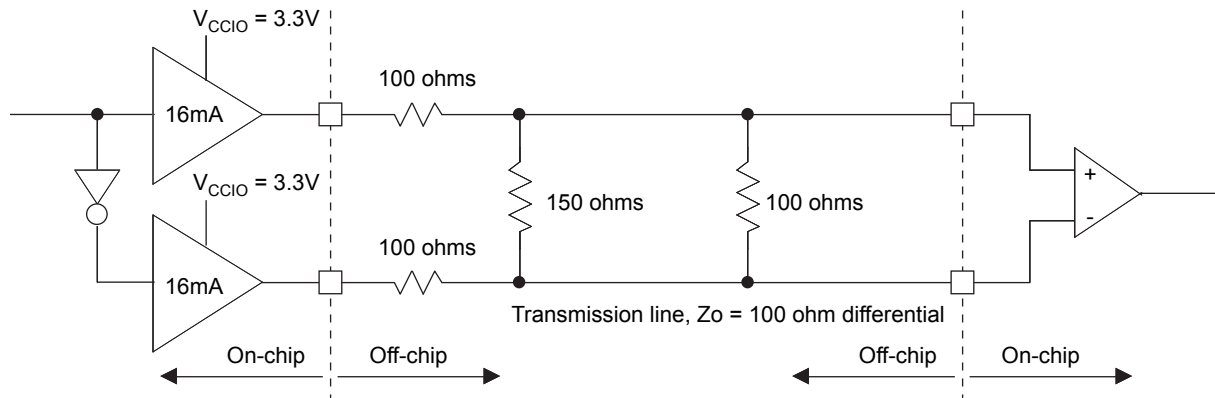 V_CCIO = 3.3V
100 ohms
16mA
+
V_CCIO = 3.3V
150 ohms
100 ohms
-
100 ohms
16mA
Transmission line, Zo = 100 ohm differential
On-chip
Off-chip
Off-chip
On-chip